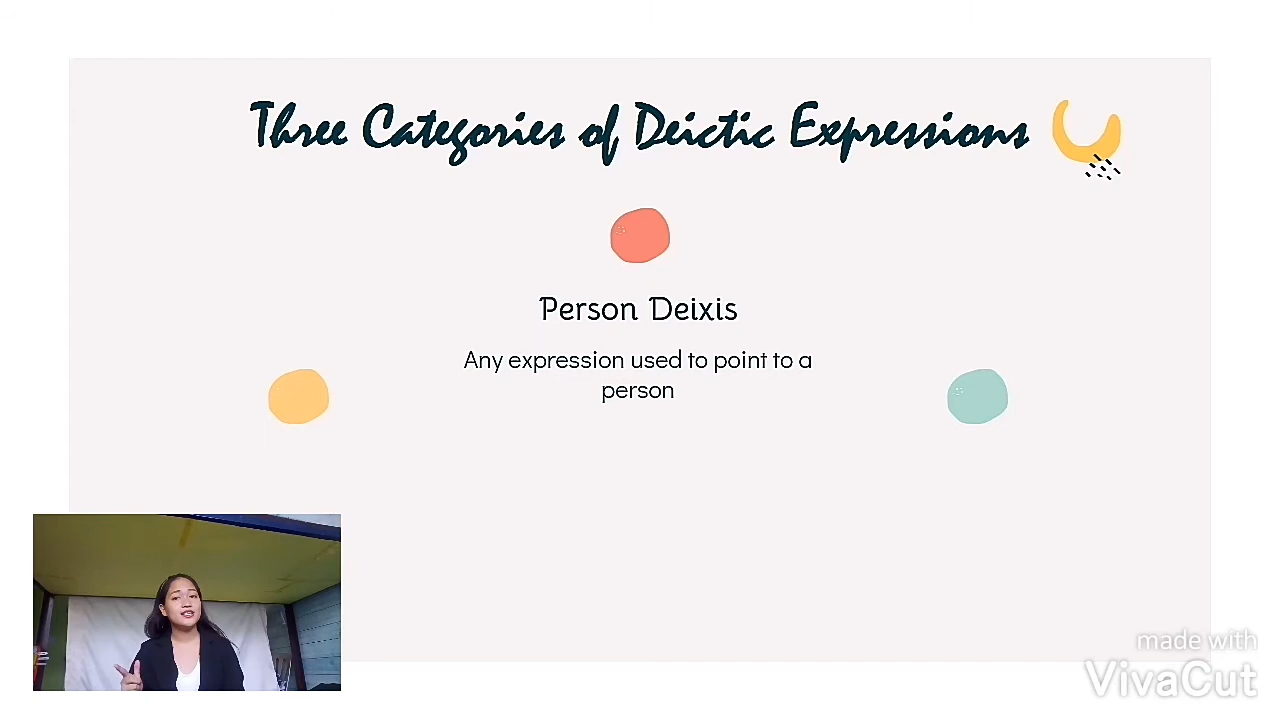 Three Categories of Deictic Expressions
Person Deixis
Any expression used to point to a
person
made with
VivaCut